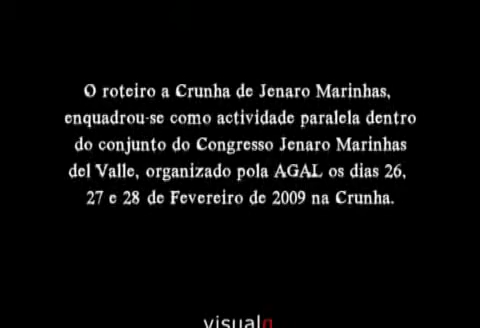 O roteiro a Crunha de Jenaro Marinhas,
enquadrou-se como actividade paralela dentro
do conjunto do Congresso Jenaro Marinhas
del Valle, organizado pola AGAL os dias 26,
27 e 28 de Fevereiro de 2009 na Crunha.
visualq